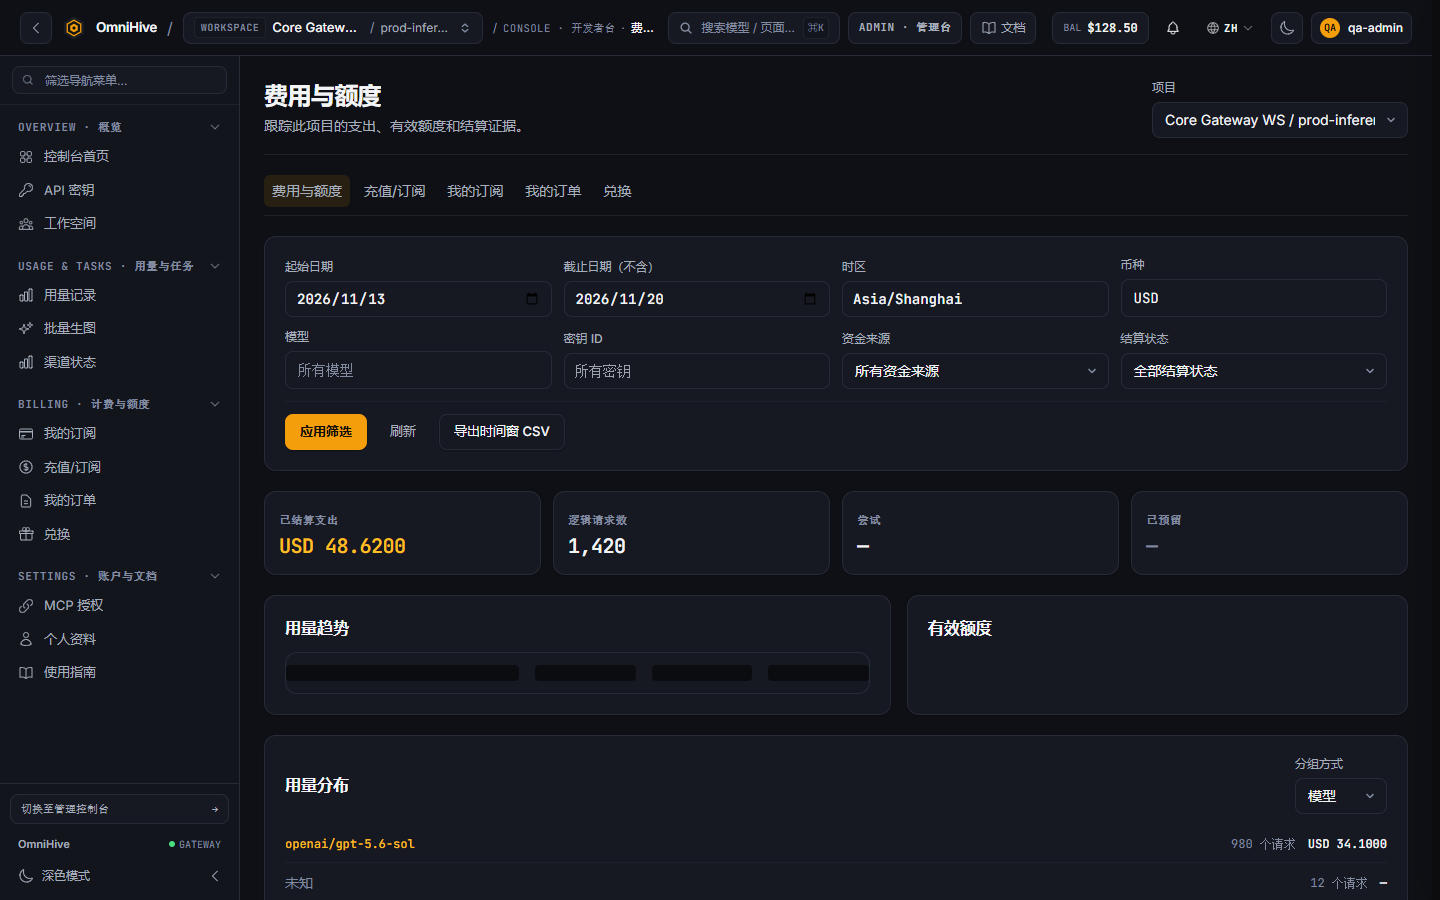 OmniHive / WORKSPACE Core Gatew... / prod-infer... / CONSOLE · 开发者台 · 费... 搜索模型 / 页面... ⌘K ADMIN · 管理台 文档 BAL $128.50 ZH QA qa-admin
筛选导航菜单...
OVERVIEW · 概览
控制台首页
API 密钥
工作空间
USAGE & TASKS · 用量与任务
用量记录
批量生图
渠道状态
BILLING · 计费与额度
我的订阅
充值/订阅
我的订单
兑换
SETTINGS · 账户与文档
MCP 授权
个人资料
使用指南
切换至管理控制台 →
OmniHive GATEWAY
深色模式
费用与额度
跟踪此项目的支出、有效额度和结算证据。
项目
Core Gateway WS / prod-infere
费用与额度 充值/订阅 我的订阅 我的订单 兑换
起始日期 截止日期（不含） 时区 币种
2026/11/13 2026/11/20 Asia/Shanghai USD
模型 密钥 ID 资金来源 结算状态
所有模型 所有密钥 所有资金来源 全部结算状态
应用筛选 刷新 导出时间窗 CSV
已结算支出 逻辑请求数 尝试 已预留
USD 48.6200 1,420 — —
用量趋势 有效额度
用量分布
分组方式
模型
openai/gpt-5.6-sol 980 个请求 USD 34.1000
未知 12 个请求 —